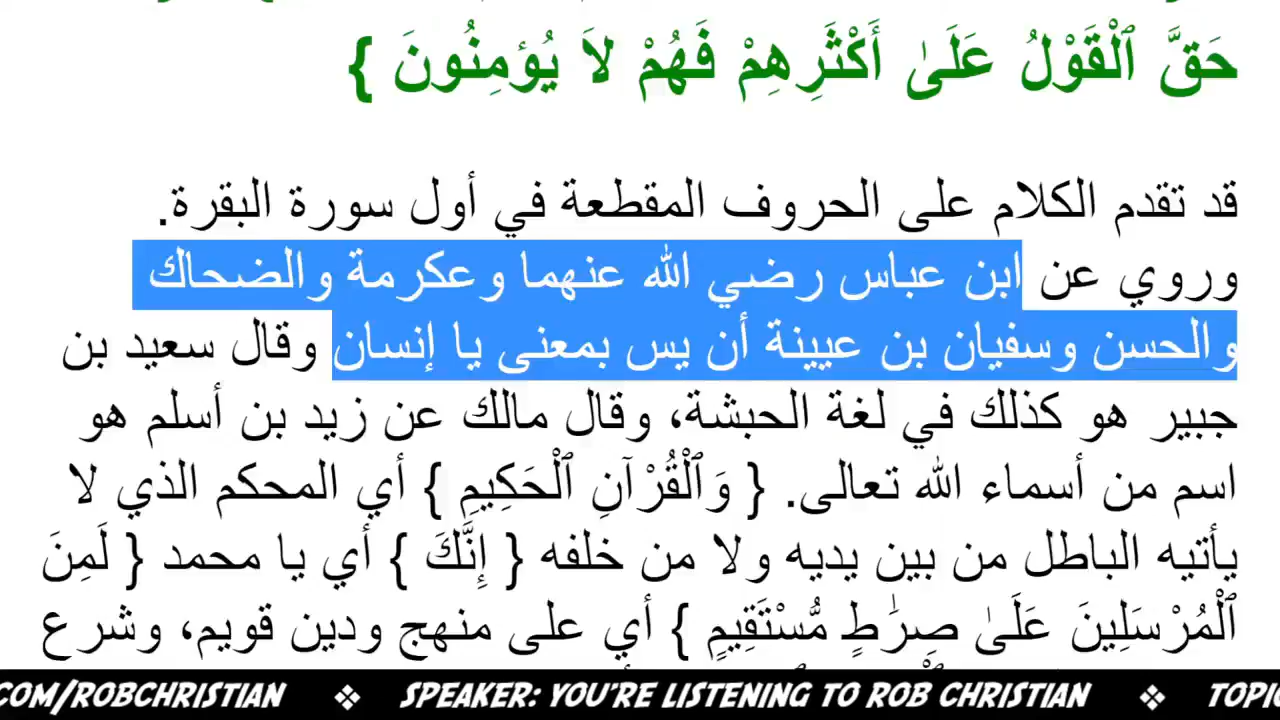 حَقَّ ٱلْقَوْلُ عَلَىٰ أَكْثَرِهِمْ فَهُمْ لاَ يُؤمِنُونَ }
قد تقدم الكلام على الحروف المقطعة في أول سورة البقرة.
وروي عن ابن عباس رضي الله عنهما وعكرمة والضحاك
والحسن وسفيان بن عيينة أن يس بمعنى يا إنسان وقال سعيد بن
جبير هو كذلك في لغة الحبشة، وقال مالك عن زيد بن أسلم هو
اسم من أسماء الله تعالى. { وَٱلْقُرْآنِ ٱلْحَكِيمِ } أي المحكم الذي لا
يأتيه الباطل من بين يديه ولا من خلفه { إِنَّكَ } أي يا محمد { لَمِنَ
ٱلْمُرْسَلِينَ عَلَىٰ صِرَٰطٍ مُّسْتَقِيمٍ } أي على منهج ودين قويم، وشرع
COM/ROBCHRISTIAN ❖ SPEAKER: YOU'RE LISTENING TO ROB CHRISTIAN ❖